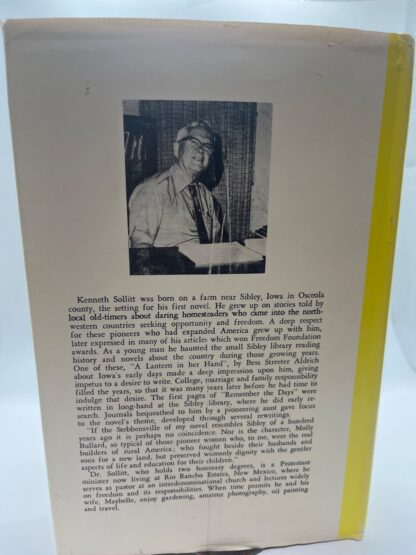 Kenneth Sollitt was born on a farm near Sibley, Iowa in Osceola
county, the setting for his first novel. He grew up on stories told by
local old-timers about daring homesteaders who came into the north-
western counties seeking opportunity and freedom. A deep respect
for these pioneers who had expanded America grew up with him,
later expressed in many of his articles which won Freedom Foundation
awards. As a young man he haunted the small Sibley library reading
history and novels about the country during those growing years.
One of these, "A Lantern in her Hand", by Bess Streeter Aldrich
about Iowa's early days made a deep impression upon him, giving
impetus to a desire to write. College, marriage and family responsibility
filled the years, so that it was many years later before he had time to
indulge that desire. The first pages of "Remember the Days" were
written in long-hand at the Sibley library, where he did early re-
search. Journals bequeathed to him by a pioneering aunt gave focus
to the novel's theme, developed through several rewritings.
"If the Stebbensville of my novel resembles Sibley of a hundred
years ago it is perhaps no coincidence. Nor is the character, Molly
Bullard, so typical of those pioneer women who, to me, were the real
builders of rural America; who fought beside their husbands and
sons for a new land, but preserved womanly dignity with the gentler
aspects of life and education for their children."
Dr. Sollitt, who holds two honorary degrees, is a Protestant
minister now living at Rio Rancho Estates, New Mexico, where he
serves as pastor at an interdenominational church and lectures widely
on freedom and its responsibilities. When time permits he and his
wife, Maybelle, enjoy gardening, amateur photography, oil painting
and travel.